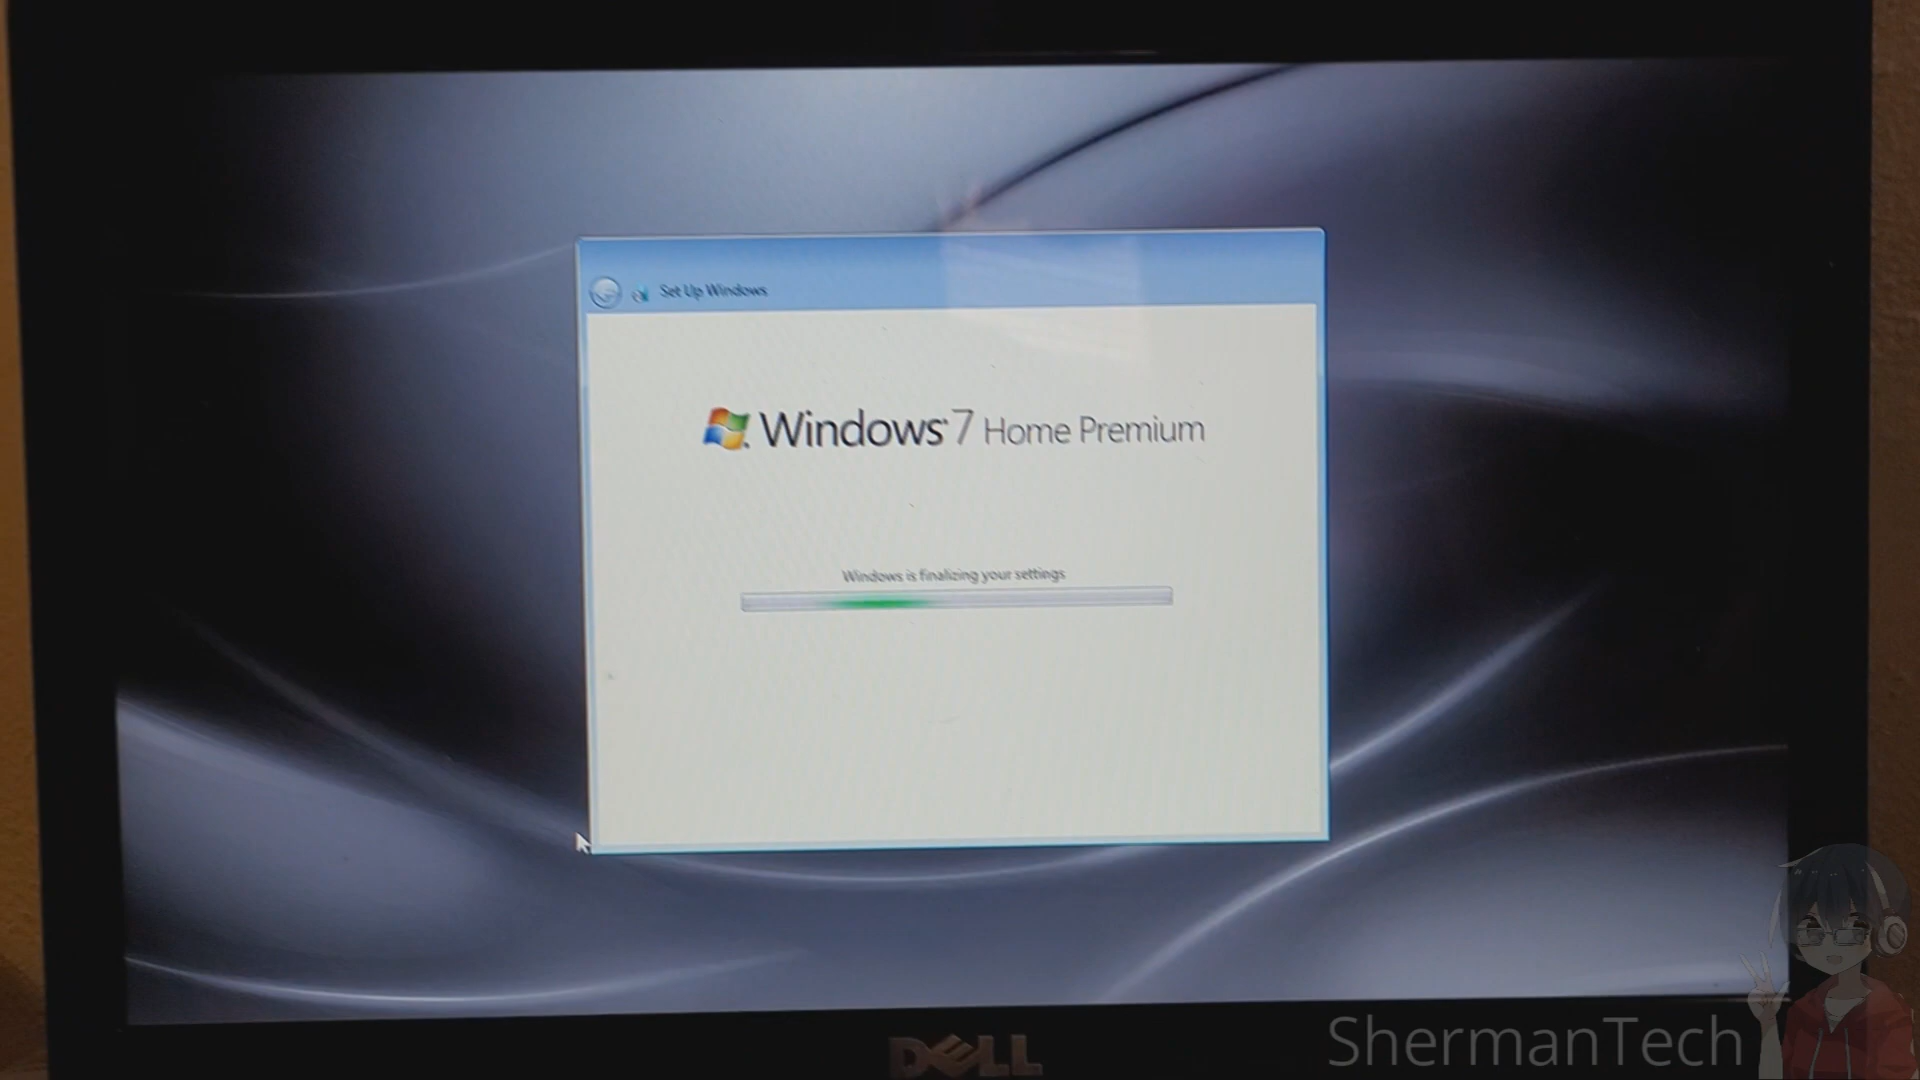 Set Up Windows
Windows 7 Home Premium
Windows is finalizing your settings
DELL
ShermanTech